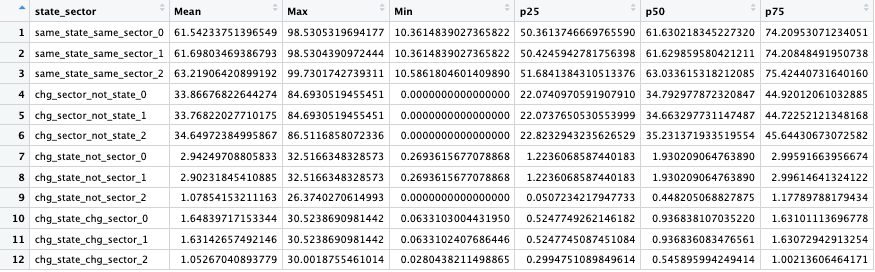 state_sector Mean Max Min p25 p50 p75
1 same_state_same_sector_0 61.54233751396549 98.5305319694177 10.3614839027365822 50.3613746669765590 61.630218345227320 74.20953071234051
2 same_state_same_sector_1 61.69803469386793 98.5304390972444 10.3614839027365822 50.4245942781756398 61.629859580421211 74.20848491950738
3 same_state_same_sector_2 63.21906420899192 99.7301742739311 10.5861804601409890 51.6841384310513376 63.033615318212085 75.42440731640160
4 chg_sector_not_state_0 33.86676822644274 84.6930519455451 0.0000000000000000 22.0740970591907910 34.792977872320847 44.92012061032885
5 chg_sector_not_state_1 33.76822027710175 84.6930519455451 0.0000000000000000 22.0737650530553999 34.663297731147487 44.72252121348168
6 chg_sector_not_state_2 34.64972384995867 86.5116858072336 0.0000000000000000 22.8232943235626529 35.231371933519554 45.64430673072582
7 chg_state_not_sector_0 2.94249708805833 32.5166348328573 0.2693615677078868 1.2236068587440183 1.930209064763890 2.99591663956674
8 chg_state_not_sector_1 2.90231845410885 32.5166348328573 0.2693615677078868 1.2236068587440183 1.930209064763890 2.99614641324122
9 chg_state_not_sector_2 1.07854153211163 26.3740270614993 0.0000000000000000 0.0507234217947733 0.448205068827875 1.17789788179434
10 chg_state_chg_sector_0 1.64839717153344 30.5238690981442 0.0633103004431950 0.5247749262146182 0.936838107035220 1.63101113696778
11 chg_state_chg_sector_1 1.63142657492146 30.5238690981442 0.0633102407686446 0.5247745087451084 0.936836083476561 1.63072942913254
12 chg_state_chg_sector_2 1.05267040893779 30.0018755461014 0.0280438211498865 0.2994751089849614 0.545895994249414 1.00213606464171